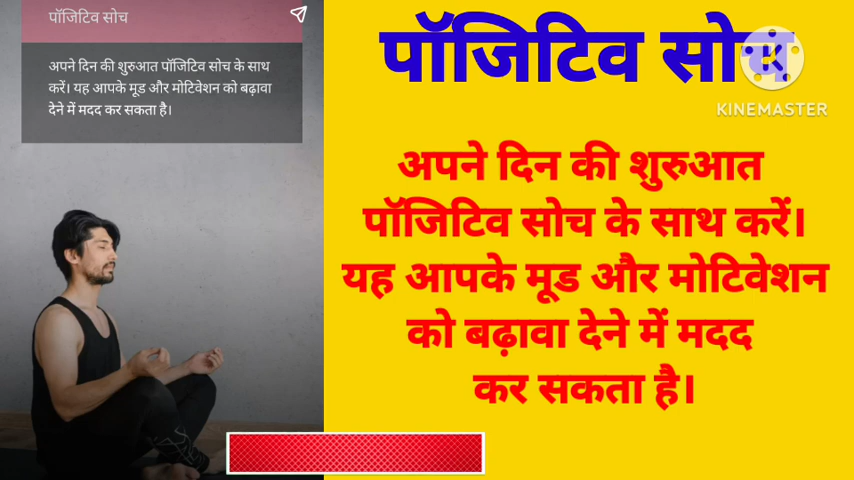 पॉजिटिव सोच
अपने दिन की शुरुआत पॉजिटिव सोच के साथ
करें। यह आपके मूड और मोटिवेशन को बढ़ावा
देने में मदद कर सकता है।
पॉजिटिव सोच
KINEMASTER
अपने दिन की शुरुआत
पॉजिटिव सोच के साथ करें।
यह आपके मूड और मोटिवेशन
को बढ़ावा देने में मदद
कर सकता है।